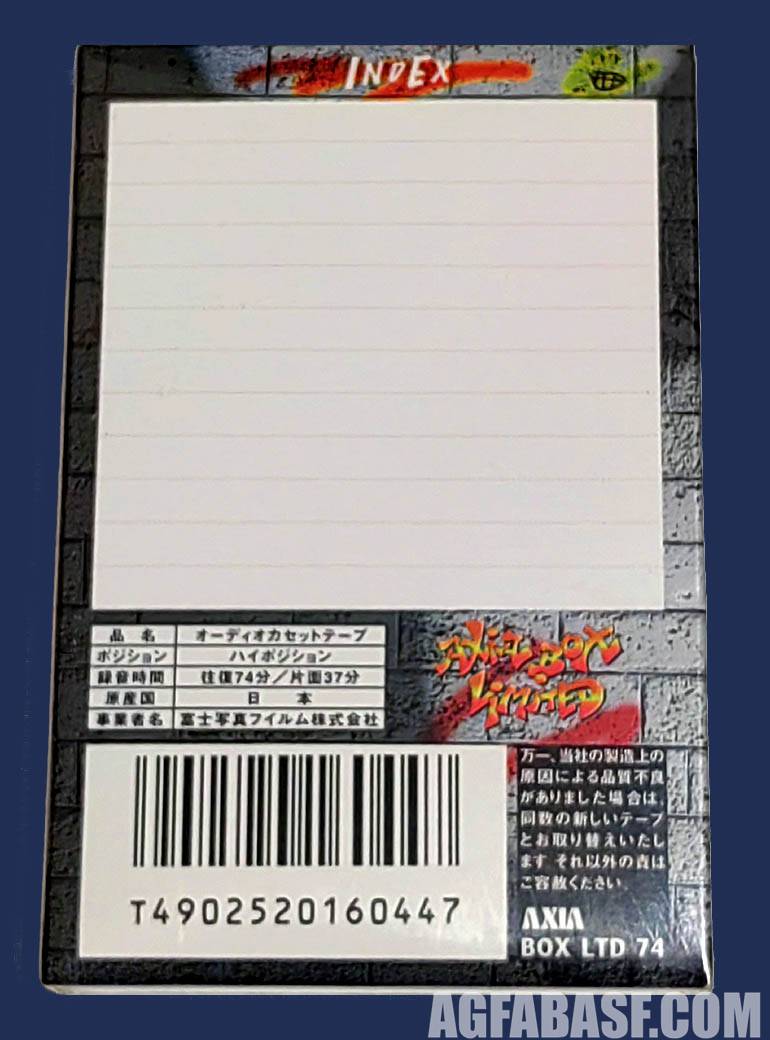 INDEX
品名 オーディオカセットテープ
ポジション ハイポジション
録音時間 往復74分／片面37分
原産国 日本
事業者名 富士写真フイルム株式会社
AXIA BOX
LIMITED
T4902520160447
万一、当社の製造上の
原因による品質不良
がありました場合は、
同数の新しいテープ
とお取り替えいたし
ます それ以外の責は
ご容赦ください
AXIA
BOX LTD 74
AGFABASF.COM